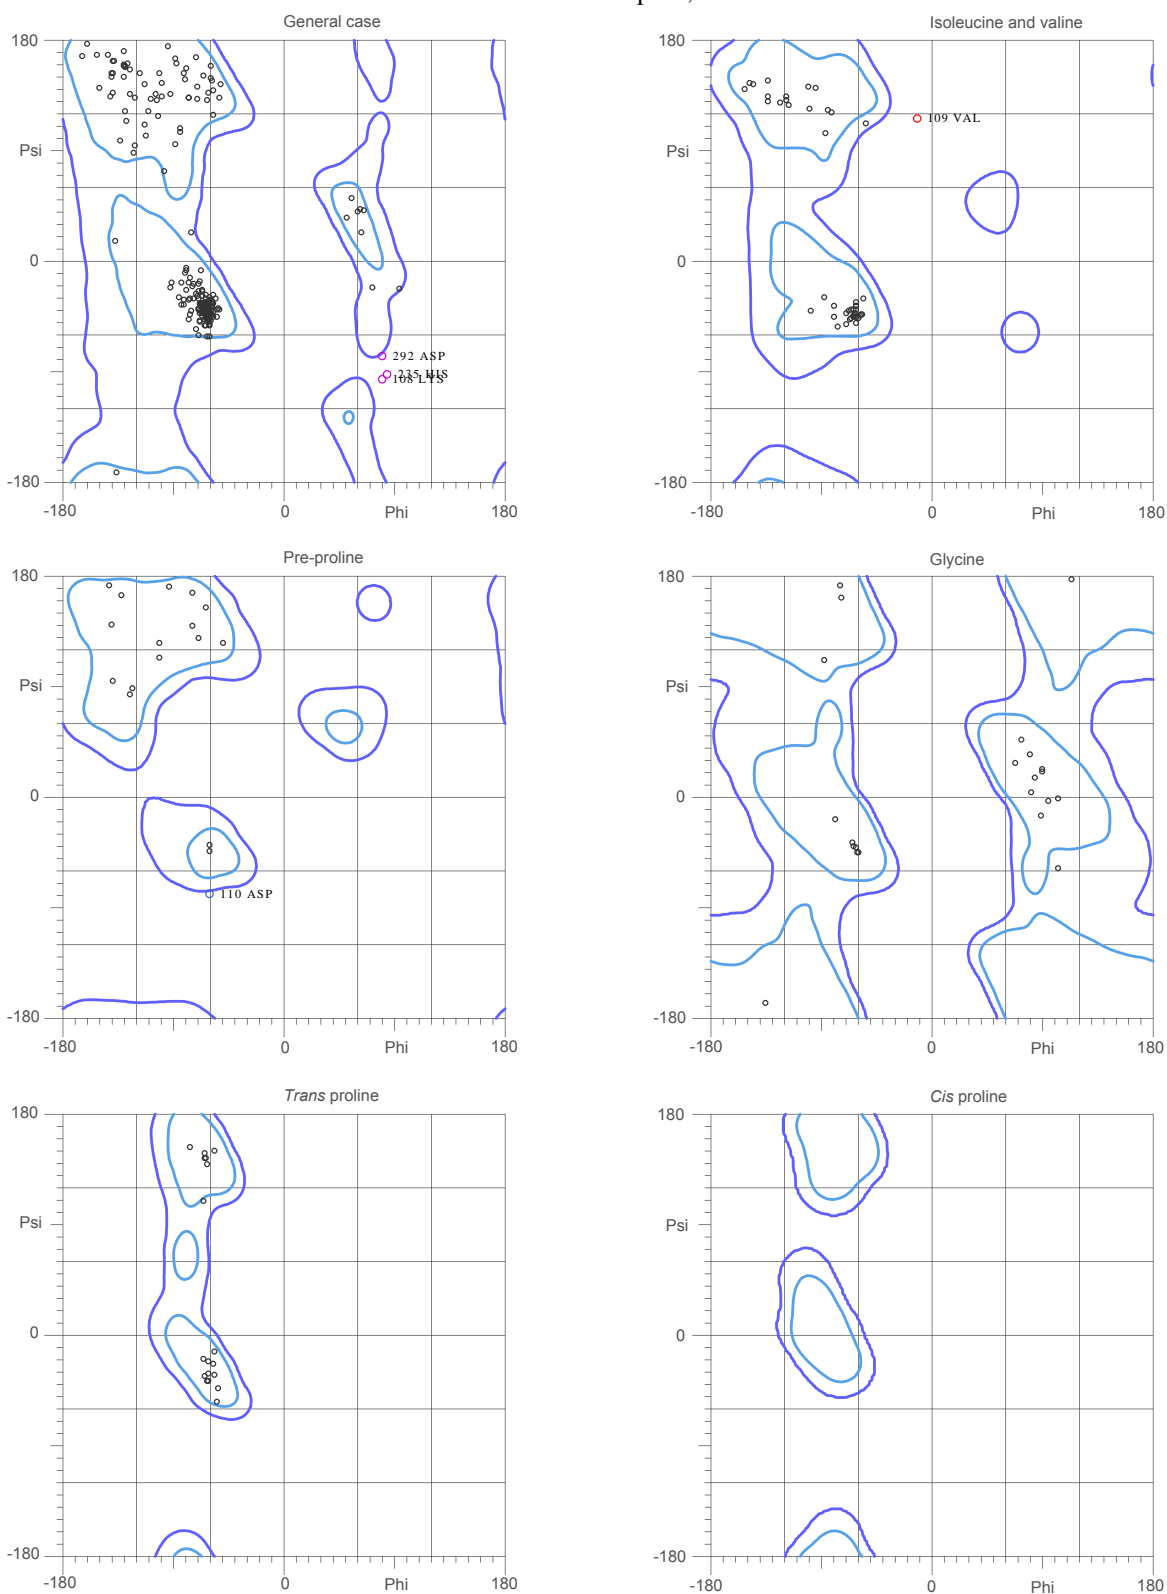 General case
Isoleucine and valine
180
Psi
0
-180
-180
0
Phi
180
292 ASP
235 HIS
108 LYS
180
Psi
0
-180
-180
0
Phi
180
109 VAL
Pre-proline
Glycine
180
Psi
0
-180
-180
0
Phi
180
110 ASP
180
Psi
0
-180
-180
0
Phi
180
Trans proline
Cis proline
180
Psi
0
-180
-180
0
Phi
180
180
Psi
0
-180
-180
0
Phi
180